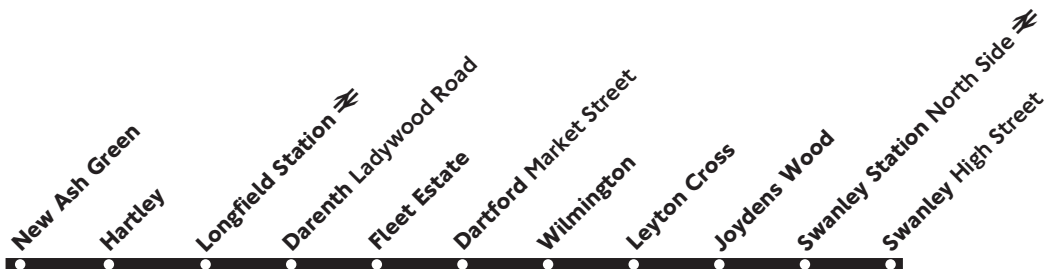 New Ash Green
Hartley
Longfield Station
Darenth Ladywood Road
Fleet Estate
Dartford Market Street
Wilmington
Leyton Cross
Joydens Wood
Swanley Station North Side
Swanley High Street